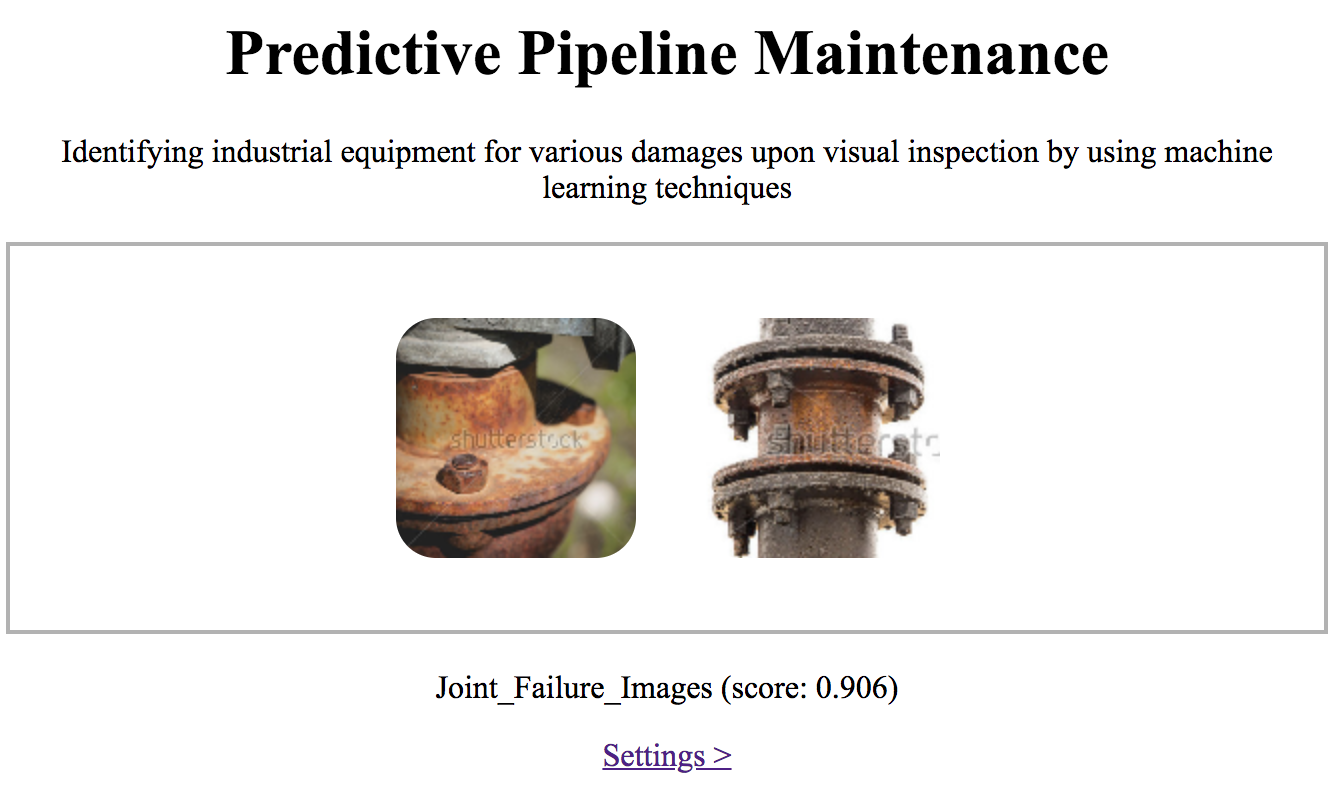 Predictive Pipeline Maintenance
Identifying industrial equipment for various damages upon visual inspection by using machine
learning techniques
shutterstock
shutterstc
Joint_Failure_Images (score: 0.906)
Settings >